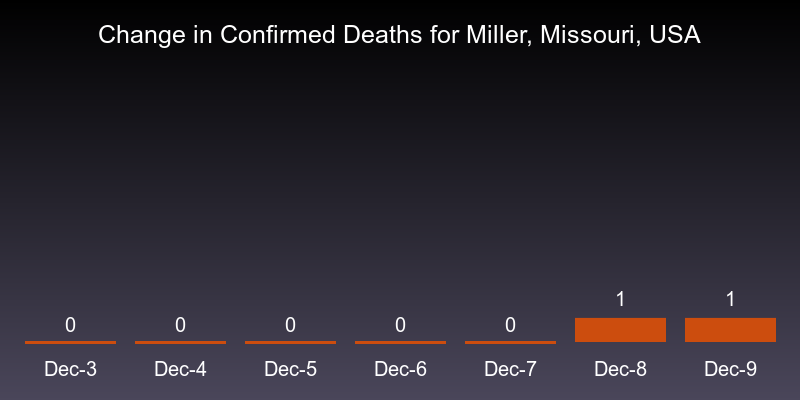 Change in Confirmed Deaths for Miller, Missouri, USA
0 0 0 0 0 1 1
Dec-3 Dec-4 Dec-5 Dec-6 Dec-7 Dec-8 Dec-9